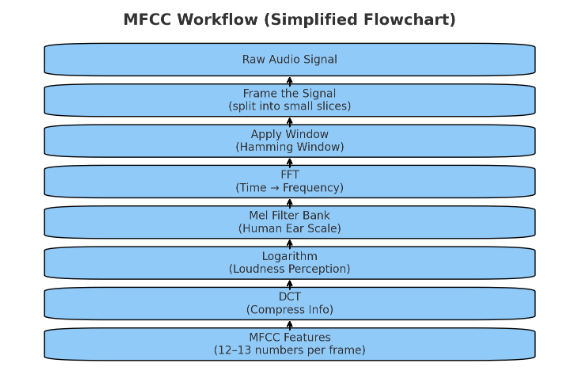 MFCC Workflow (Simplified Flowchart)
Raw Audio Signal
Frame the Signal
(split into small slices)
Apply Window
(Hamming Window)
FFT
(Time → Frequency)
Mel Filter Bank
(Human Ear Scale)
Logarithm
(Loudness Perception)
DCT
(Compress Info)
MFCC Features
(12–13 numbers per frame)